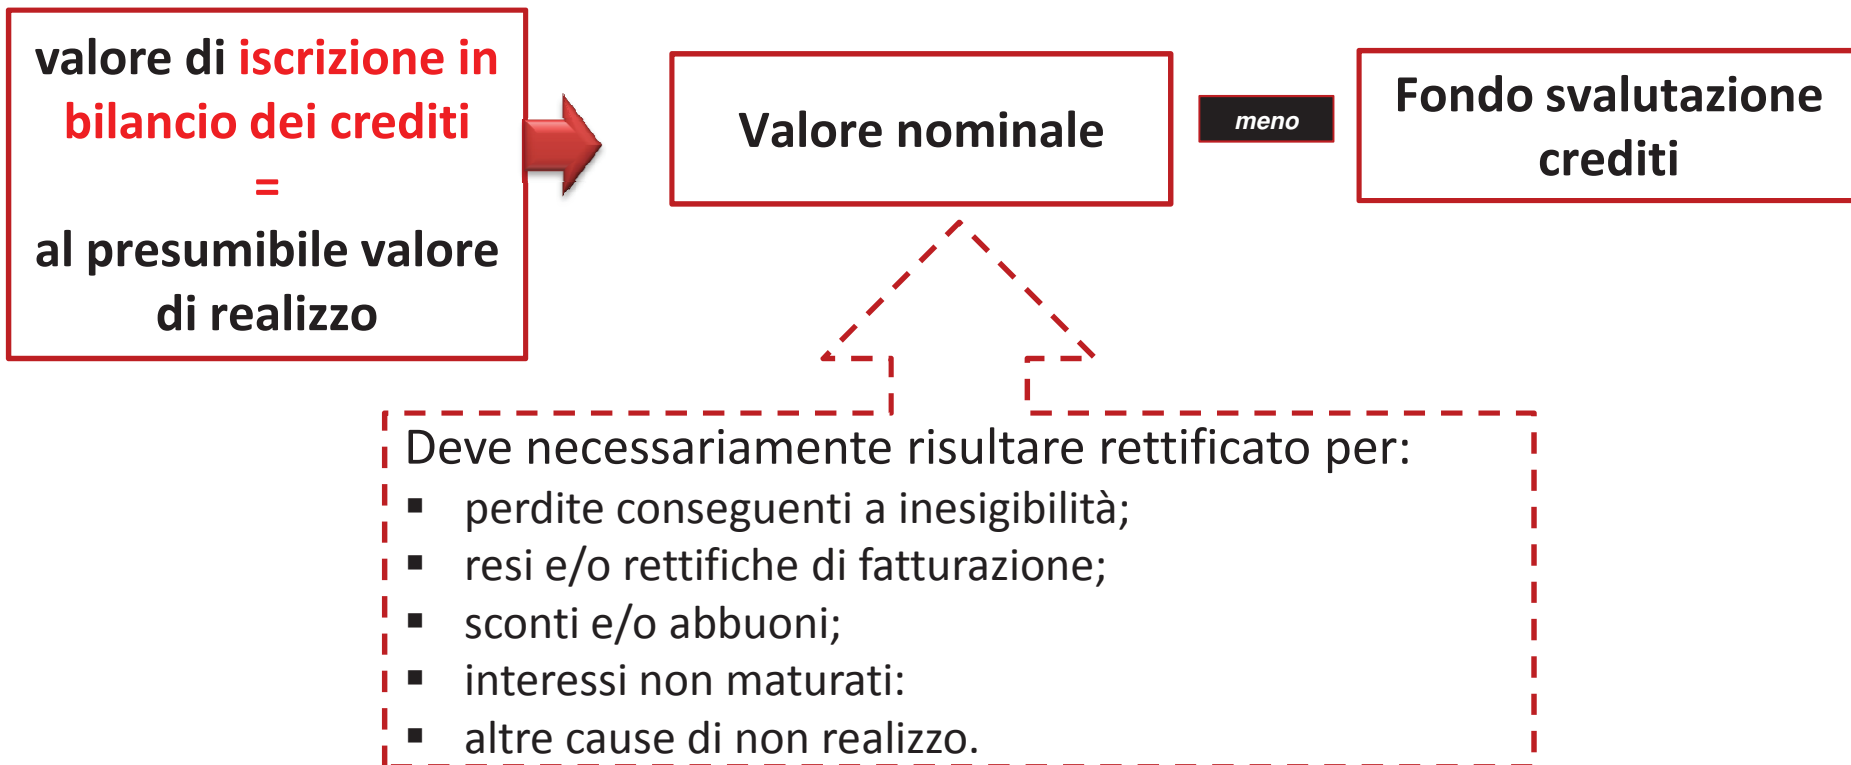 valore di iscrizione in
bilancio dei crediti
=
al presumibile valore
di realizzo
Valore nominale
meno
Fondo svalutazione
crediti
Deve necessariamente risultare rettificato per:
▪ perdite conseguenti a inesigibilità;
▪ resi e/o rettifiche di fatturazione;
▪ sconti e/o abbuoni;
▪ interessi non maturati:
▪ altre cause di non realizzo.